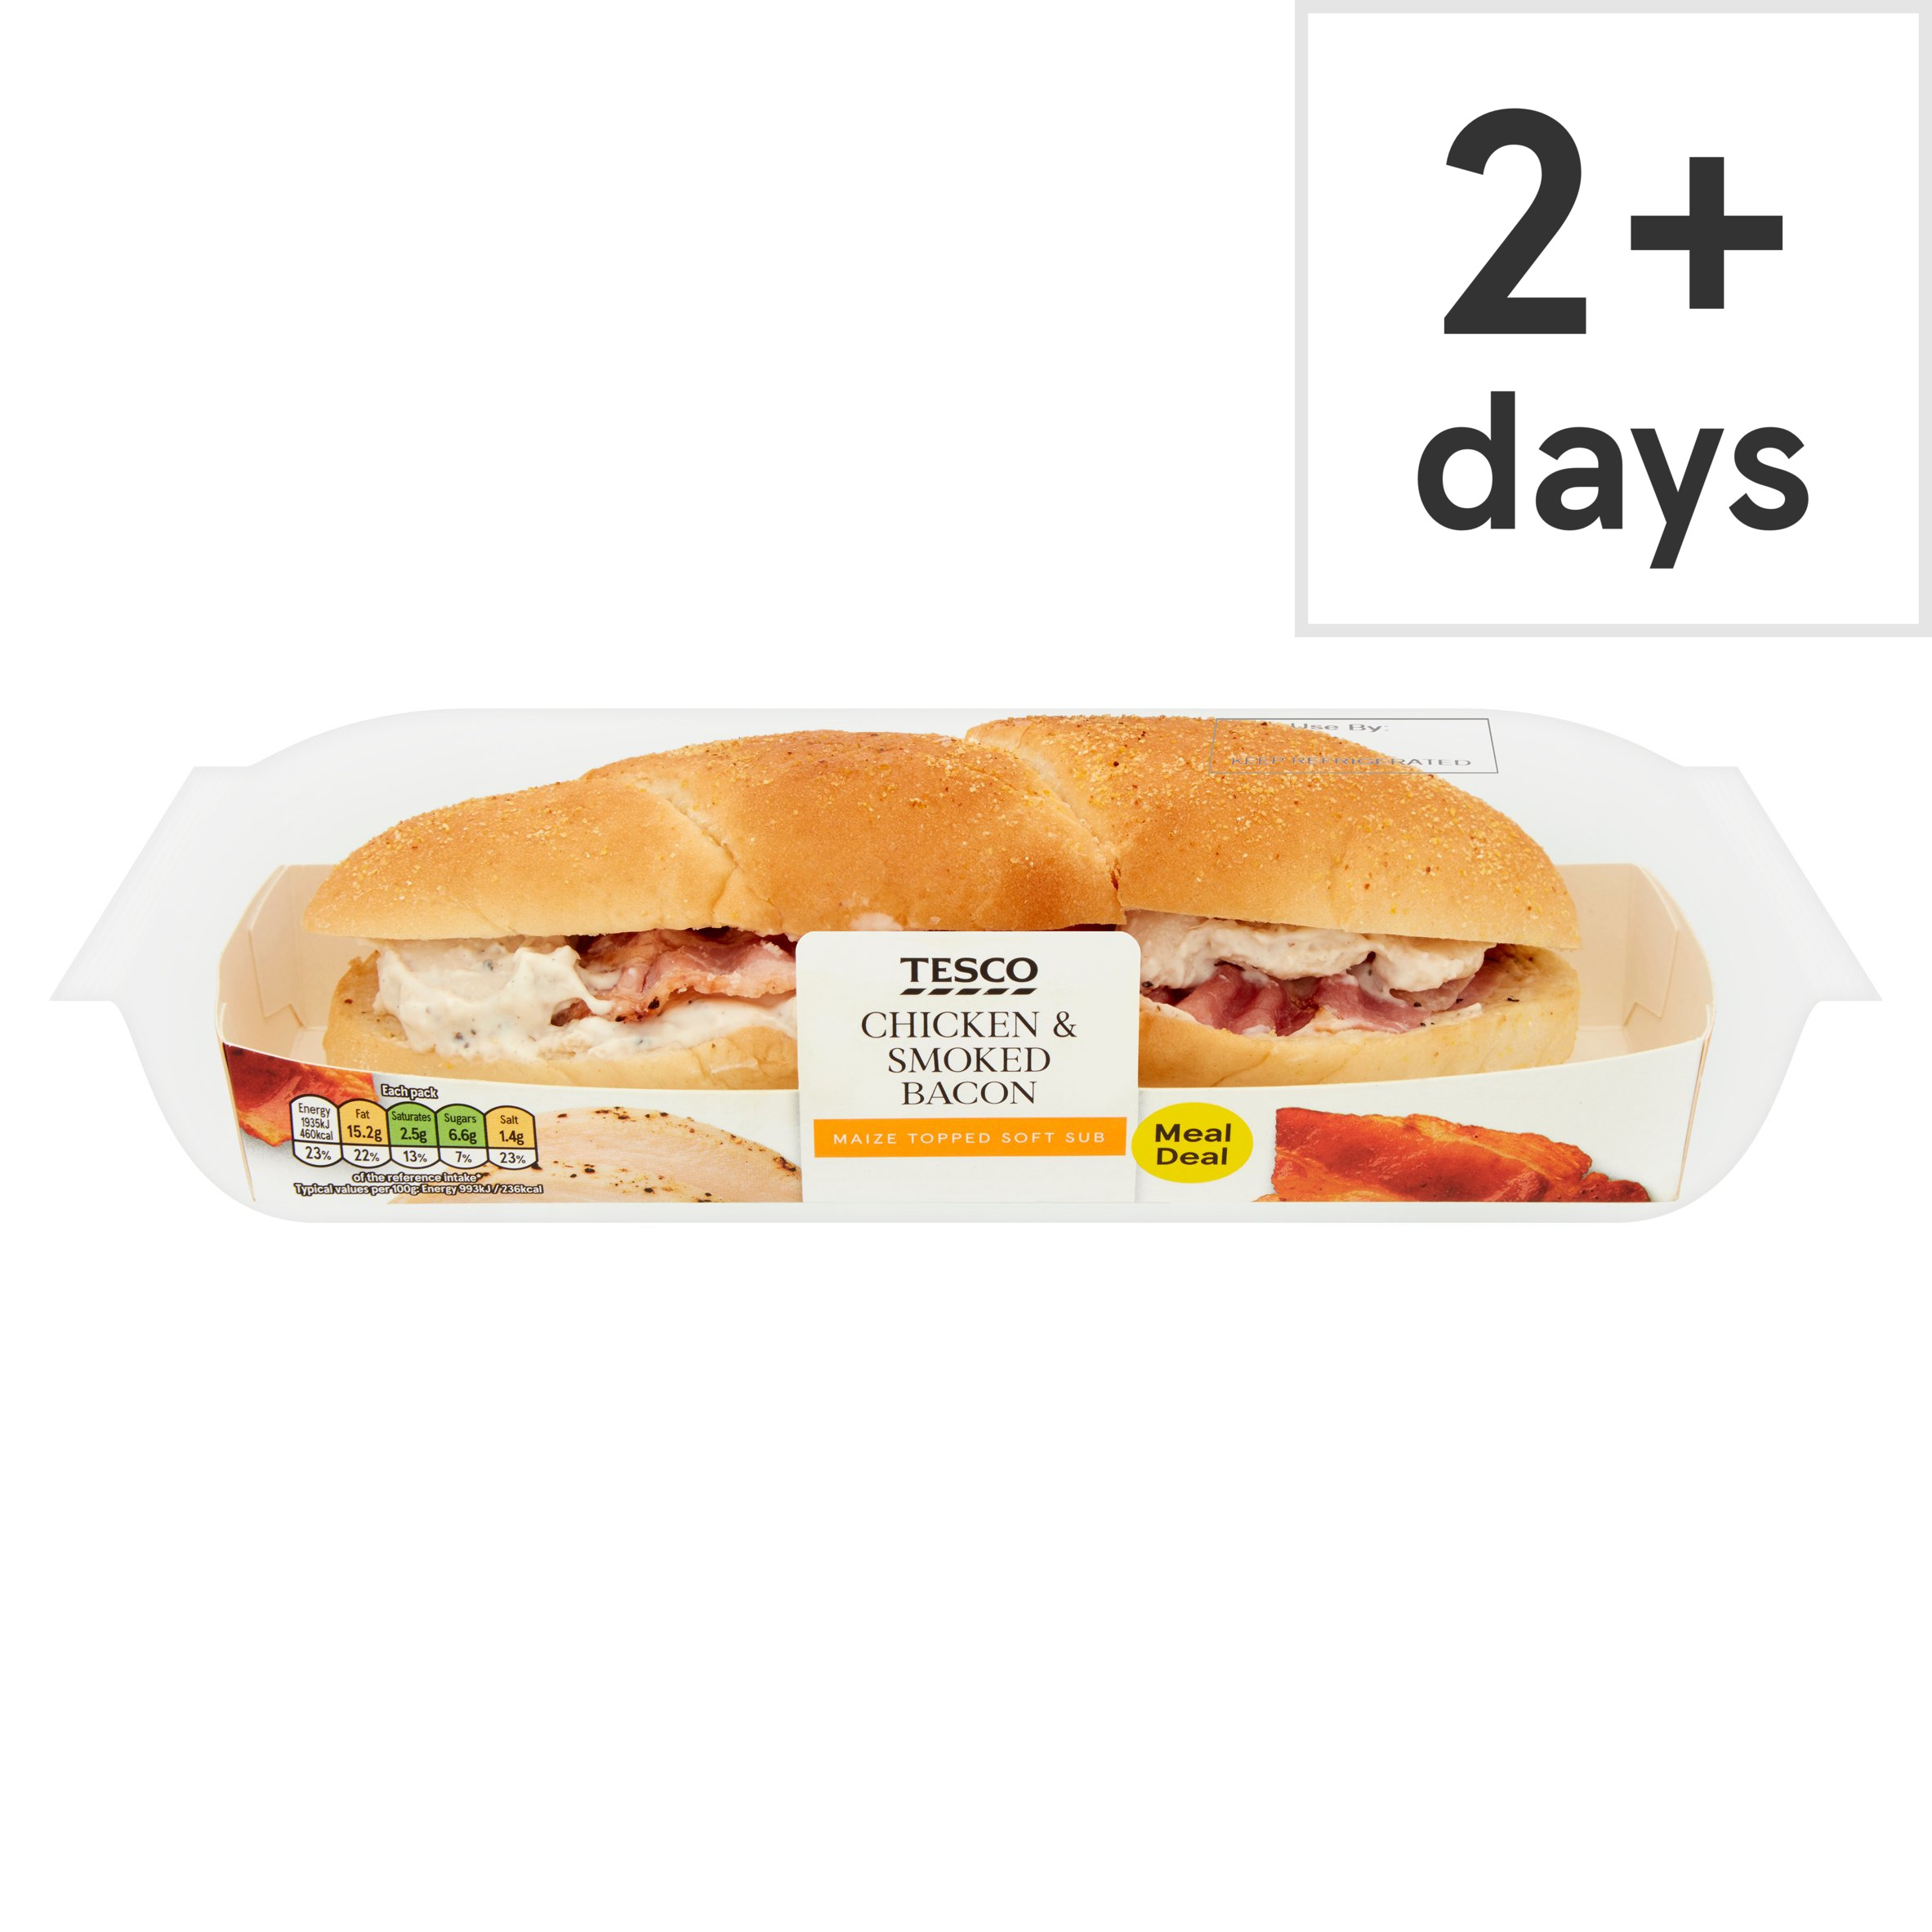 2+
days
Use By:
KEEP REFRIGERATED
TESCO
CHICKEN &
SMOKED
BACON
MAIZE TOPPED SOFT SUB
Meal
Deal
Each pack
Energy
1935kJ
460kcal
23%
Fat
15.2g
22%
Saturates
2.5g
13%
Sugars
6.6g
7%
Salt
1.4g
23%
of the reference intake*
Typical values per 100g: Energy 993kJ / 236kcal